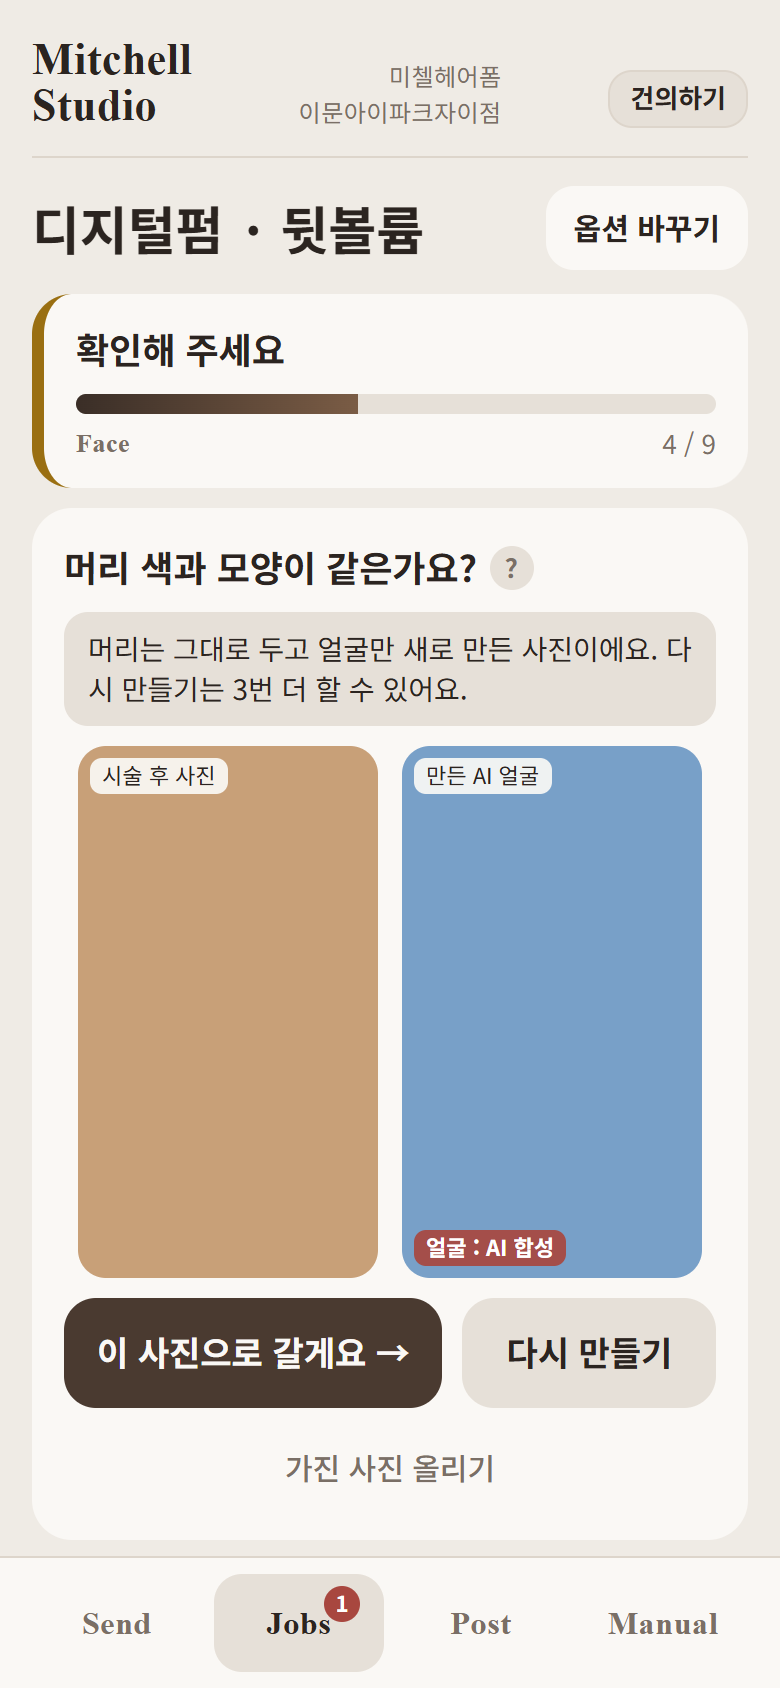 Mitchell
Studio
미첼헤어폼
이문아이파크자이점
건의하기
디지털펌 · 뒷볼륨
옵션 바꾸기
확인해 주세요
Face
4 / 9
머리 색과 모양이 같은가요?
?
머리는 그대로 두고 얼굴만 새로 만든 사진이에요. 다
시 만들기는 3번 더 할 수 있어요.
시술 후 사진
만든 AI 얼굴
얼굴 : AI 합성
이 사진으로 갈게요 →
다시 만들기
가진 사진 올리기
Send
Jobs
1
Post
Manual